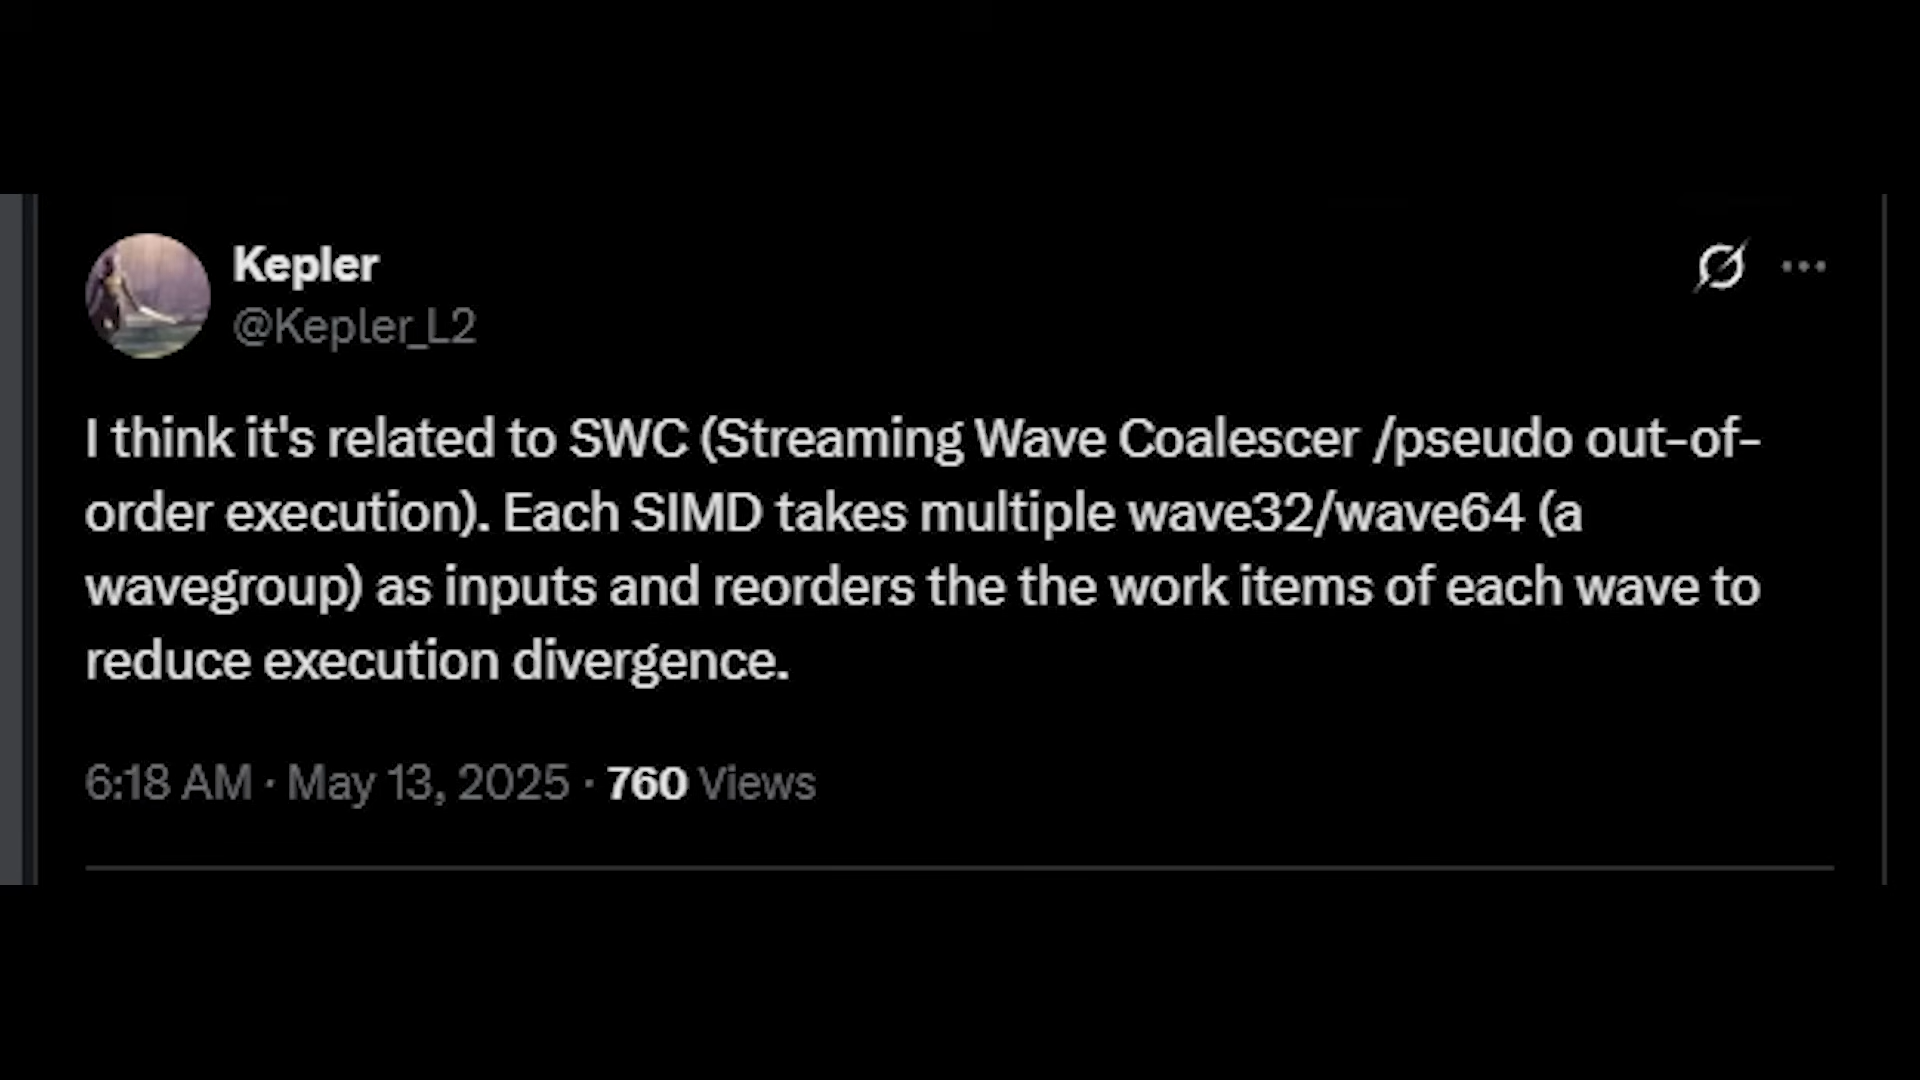 Kepler
@Kepler_L2
I think it's related to SWC (Streaming Wave Coalescer /pseudo out-of-
order execution). Each SIMD takes multiple wave32/wave64 (a
wavegroup) as inputs and reorders the the work items of each wave to
reduce execution divergence.
6:18 AM · May 13, 2025 · 760 Views